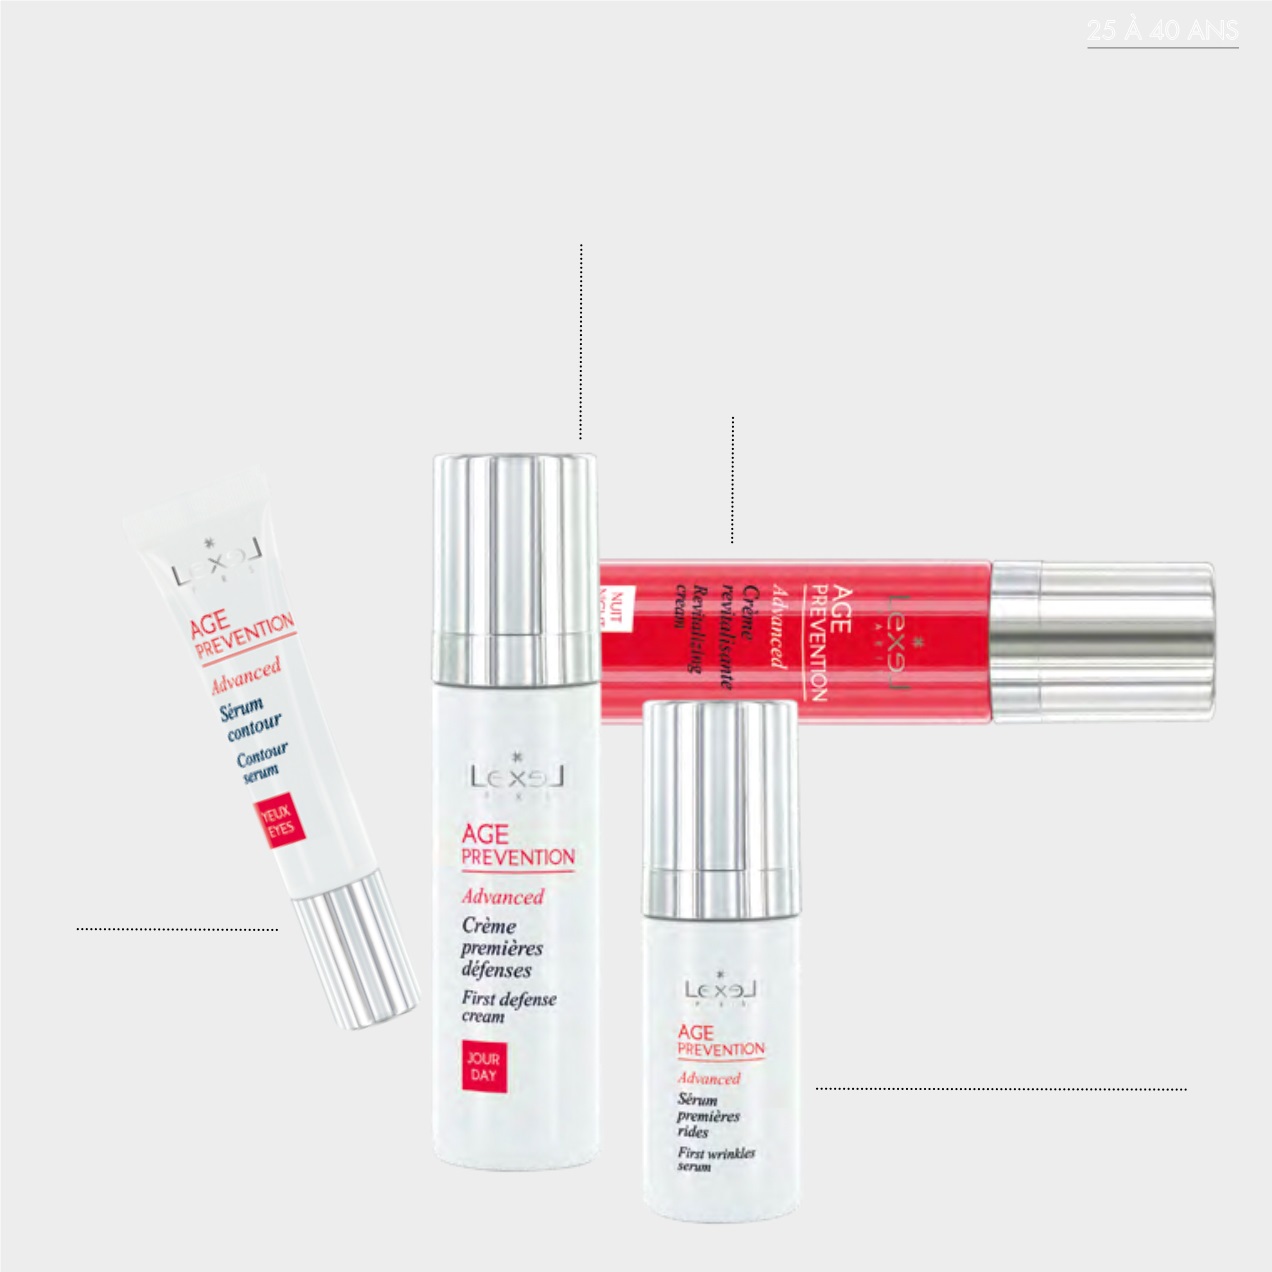 25 À 40 ANS
Lexel
AGE
PREVENTION
Advanced
Sérum
contour
Contour
serum
YEUX
EYES
Lexel
AGE
PREVENTION
Advanced
Crème
premières
défenses
First defense
cream
JOUR
DAY
Lexel
AGE
PREVENTION
Advanced
Crème
revitalisante
Revitalizing
cream
NUIT
Lexel
AGE
PREVENTION
Advanced
Sérum
premières
rides
First wrinkles
serum